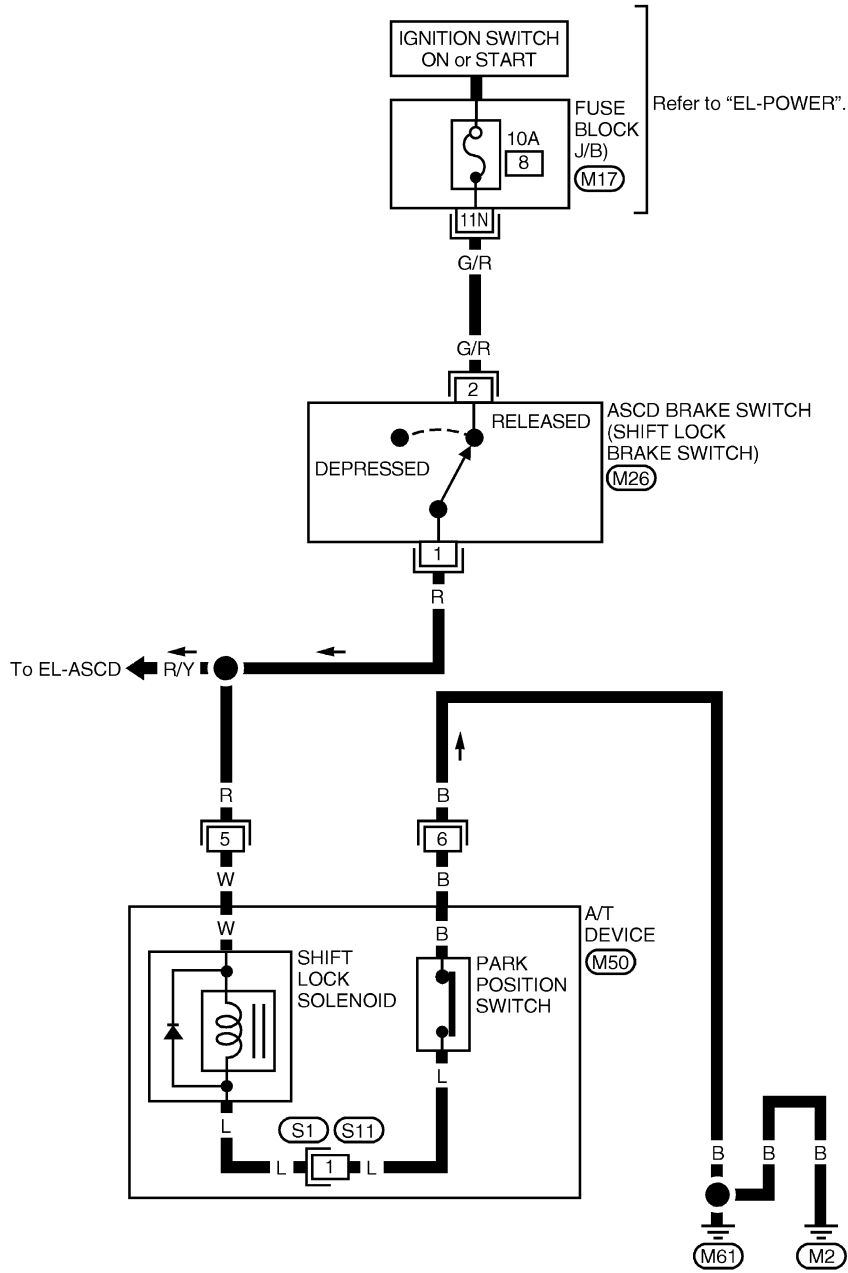 IGNITION SWITCH
ON or START
Refer to “EL-POWER”.
FUSE
BLOCK
J/B)
M17
10A
8
11N
G/R
G/R
2
RELEASED
DEPRESSED
ASCD BRAKE SWITCH
(SHIFT LOCK
BRAKE SWITCH)
M26
1
R
To EL-ASCD
R/Y
R
B
5
6
W
B
A/T
DEVICE
M50
W
B
SHIFT
LOCK
SOLENOID
PARK
POSITION
SWITCH
L
L
S1
S11
L
1
L
B
B
B
M61
M2